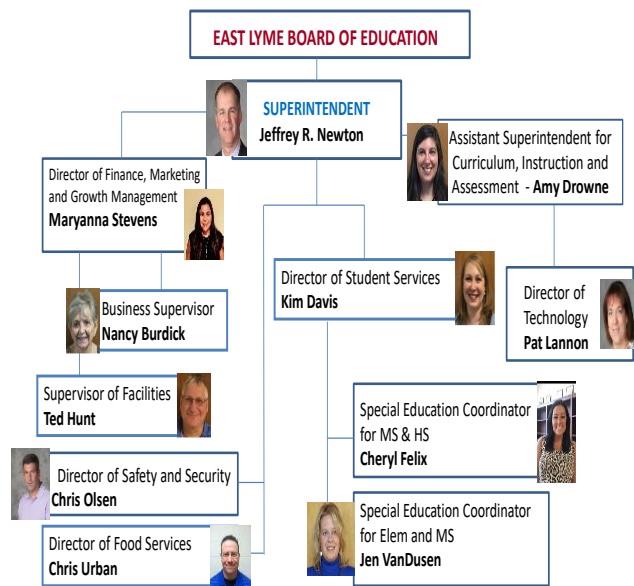 EAST LYME BOARD OF EDUCATION
SUPERINTENDENT
Jeffrey R. Newton
Assistant Superintendent for
Curriculum, Instruction and
Assessment - Amy Drowne
Director of Finance, Marketing
and Growth Management
Maryanna Stevens
Director of Student Services
Kim Davis
Director of
Technology
Pat Lannon
Business Supervisor
Nancy Burdick
Supervisor of Facilities
Ted Hunt
Special Education Coordinator
for MS & HS
Cheryl Felix
Director of Safety and Security
Chris Olsen
Special Education Coordinator
for Elem and MS
Jen VanDusen
Director of Food Services
Chris Urban